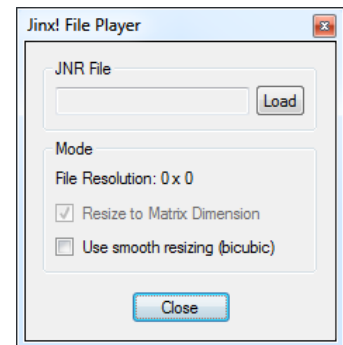 Jinx! File Player
JNR File
Load
Mode
File Resolution: 0 x 0
Resize to Matrix Dimension
Use smooth resizing (bicubic)
Close